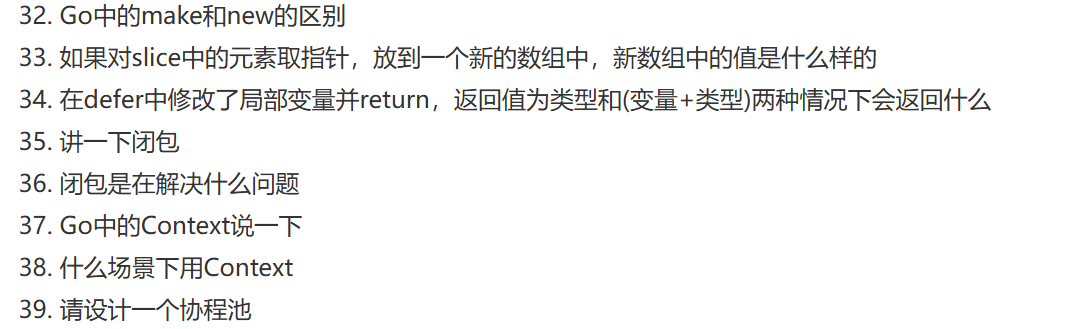 32. Go中的make和new的区别
33. 如果对slice中的元素取指针，放到一个新的数组中，新数组中的值是什么样的
34. 在defer中修改了局部变量并return，返回值为类型和(变量+类型)两种情况下会返回什么
35. 讲一下闭包
36. 闭包是在解决什么问题
37. Go中的Context说一下
38. 什么场景下用Context
39. 请设计一个协程池